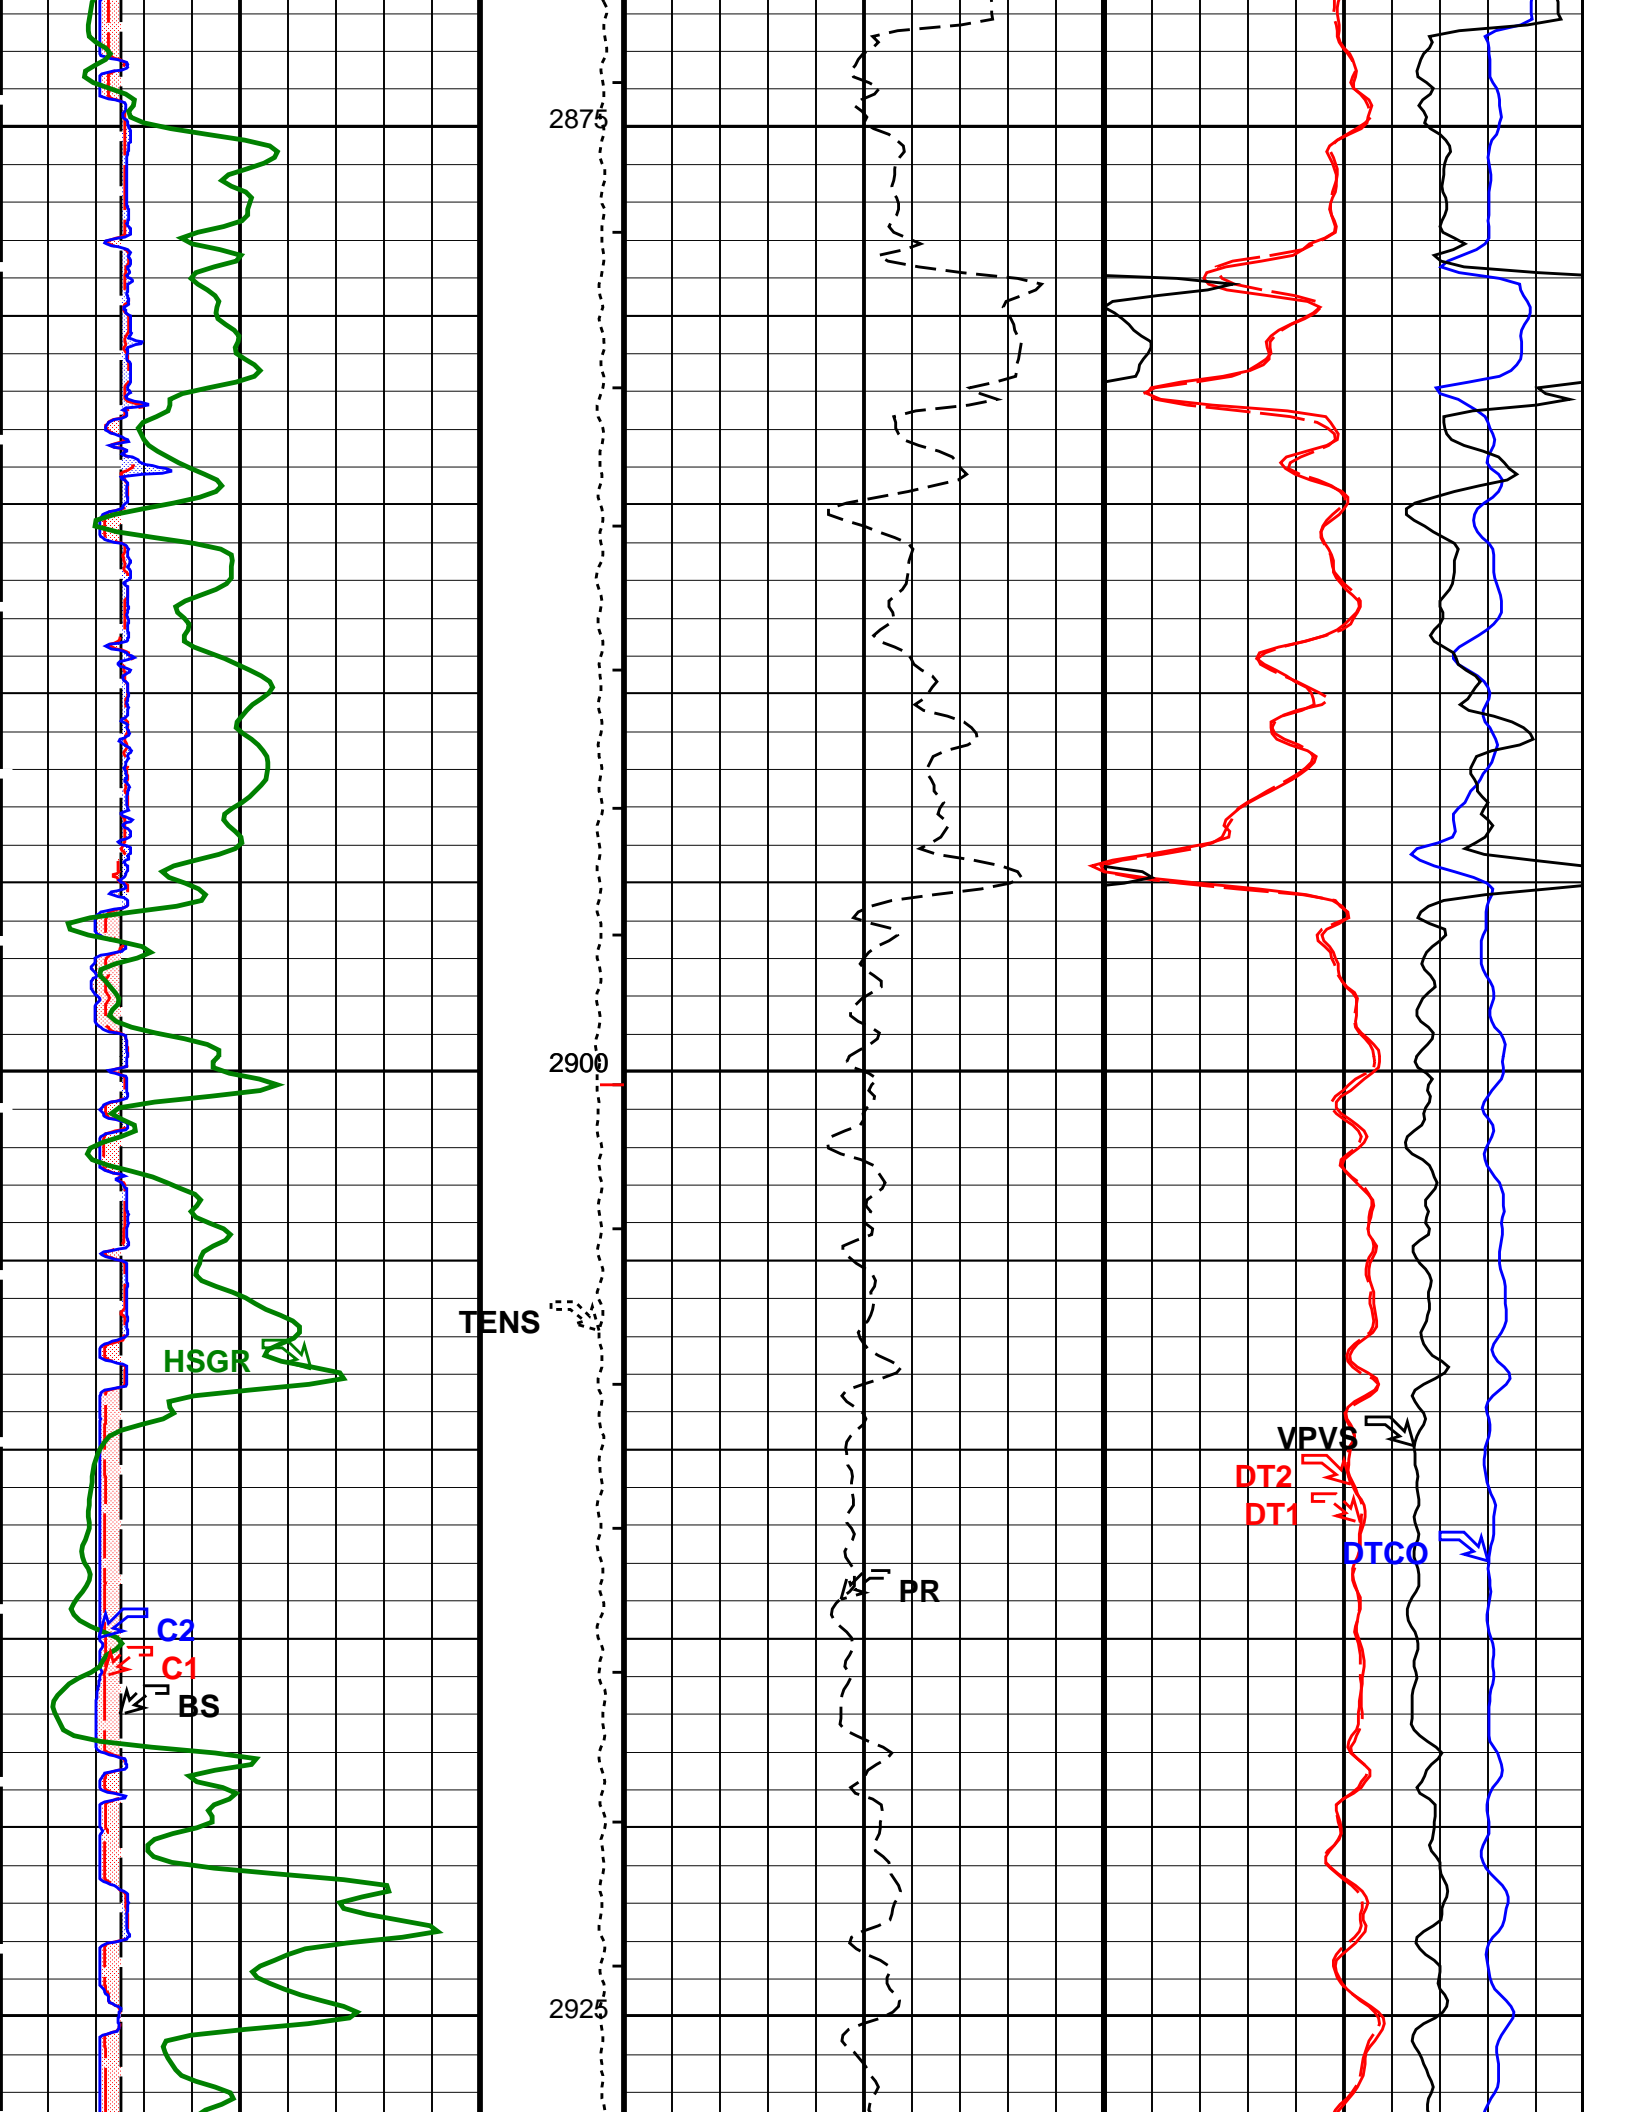 2875
2900
TENS
HSGR
VPVS
DT2
DT1
DTCO
PR
C2
C1
BS
2925